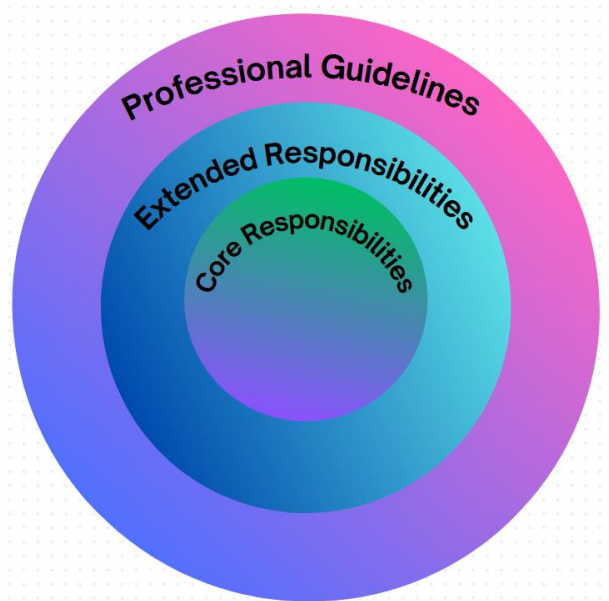 Professional Guidelines
Extended Responsibilities
Core Responsibilities